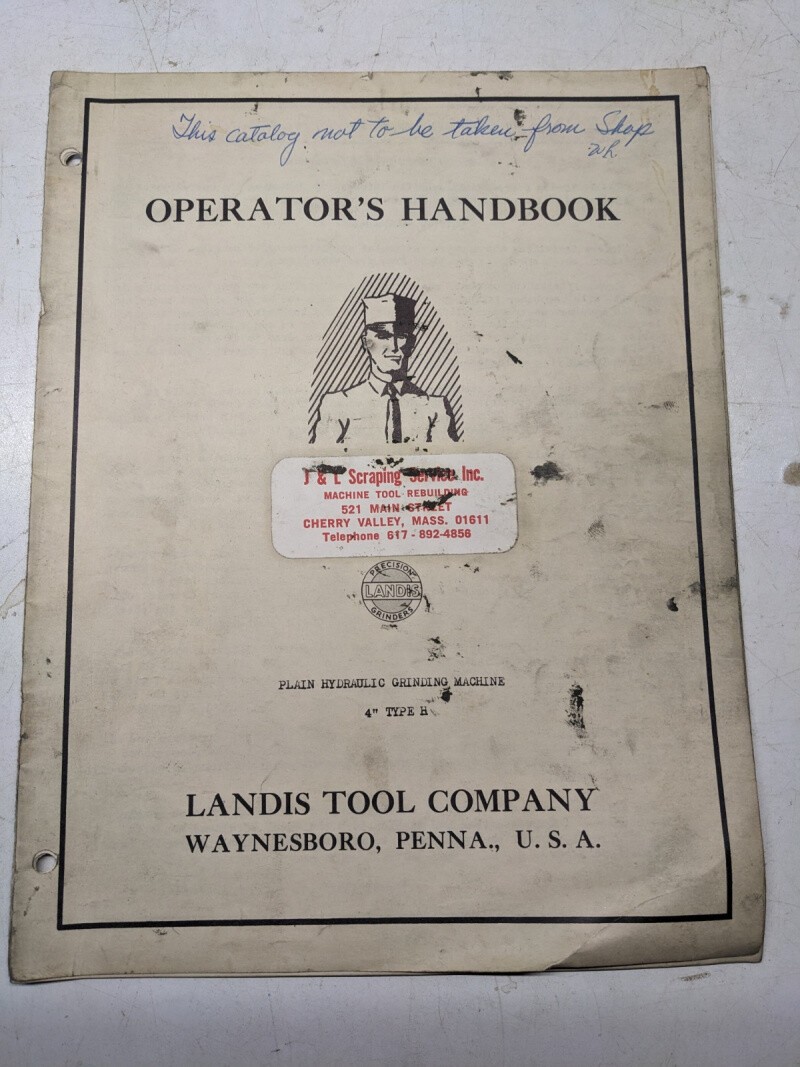 This catalog not to be taken from Shop
OPERATOR'S HANDBOOK
J & L Scraping Service, Inc.
MACHINE TOOL REBUILDING
521 MAIN STREET
CHERRY VALLEY, MASS. 01611
Telephone 617-892-4856
PRECISION
LANDIS
GRINDERS
PLAIN HYDRAULIC GRINDING MACHINE
4" TYPE H
LANDIS TOOL COMPANY
WAYNESBORO, PENNA., U. S. A.